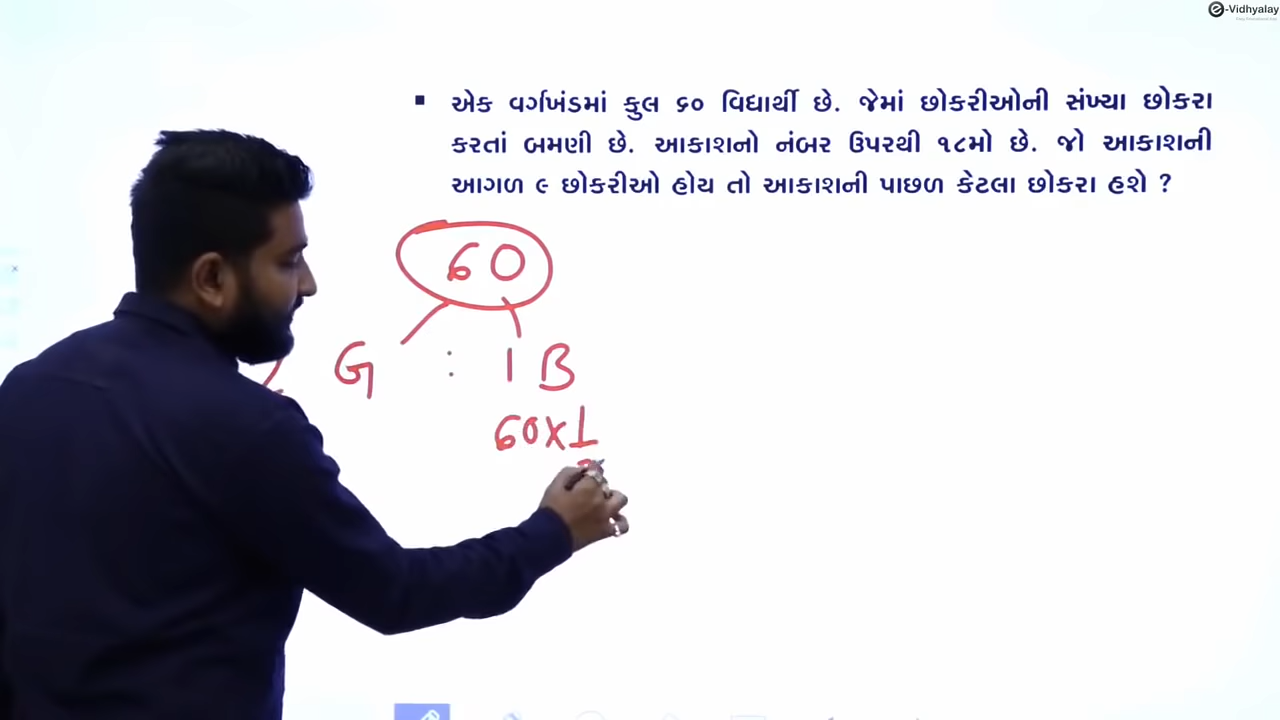 e-Vidhyalay
▪ એક વર્ગખંડમાં કુલ ૬૦ વિદ્યાર્થી છે. જેમાં છોકરીઓની સંખ્યા છોકરા
કરતાં બમણી છે. આકાશનો નંબર ઉપરથી ૧૮મો છે. જો આકાશની
આગળ ૯ છોકરીઓ હોય તો આકાશની પાછળ કેટલા છોકરા હશે ?
60
G : 1 B
60x1